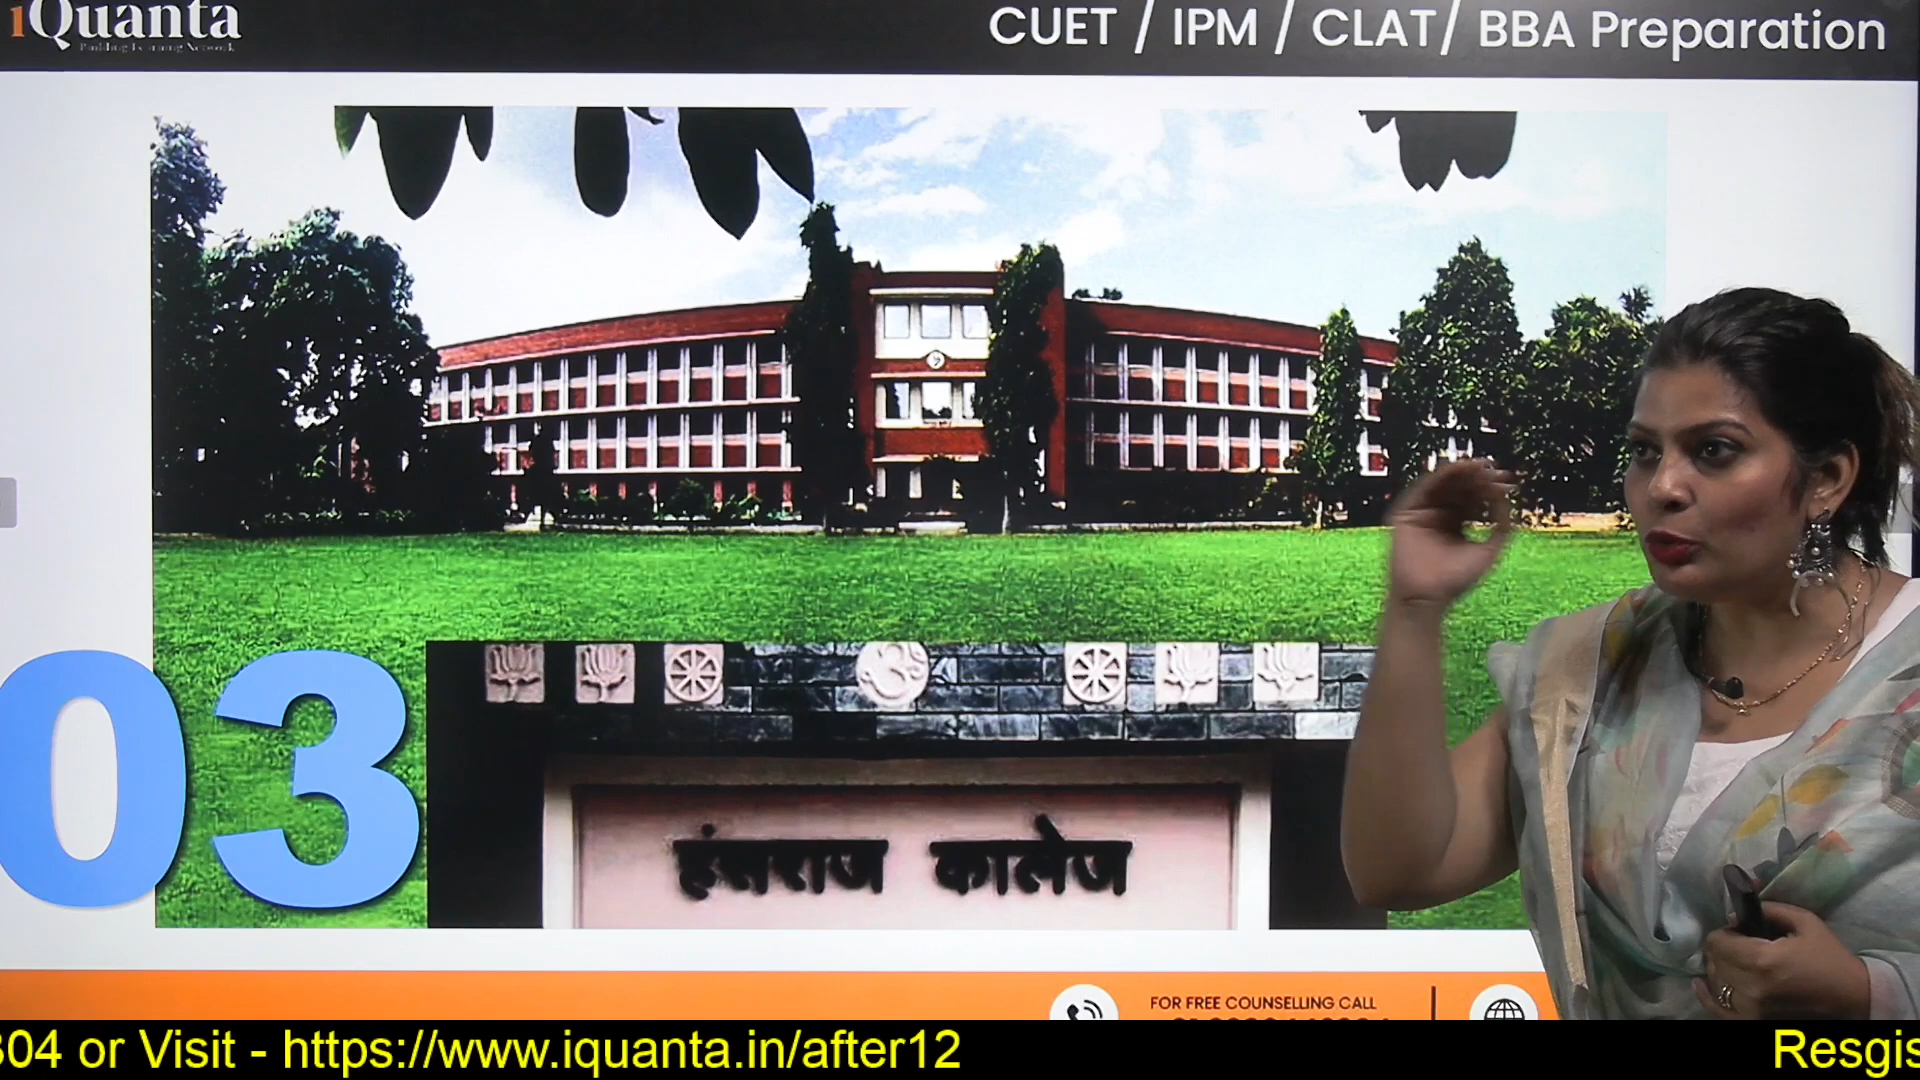 iQuanta
CUET / IPM / CLAT/ BBA Preparation
03
हंसराज कालेज
FOR FREE COUNSELLING CALL
304 or Visit - https://www.iquanta.in/after12
Resgis